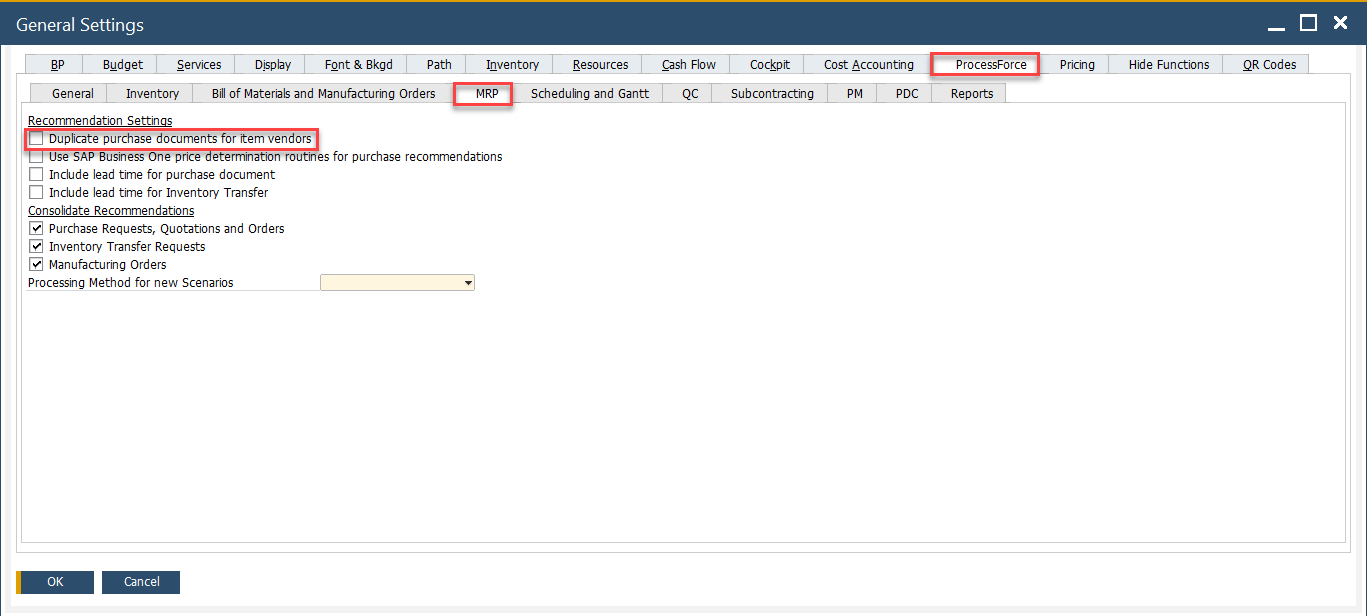 General Settings
BP Budget Services Display Font & Bkgd Path Inventory Resources Cash Flow Cockpit Cost Accounting ProcessForce Pricing Hide Functions QR Codes
General Inventory Bill of Materials and Manufacturing Orders MRP Scheduling and Gantt QC Subcontracting PM PDC Reports
Recommendation Settings
Duplicate purchase documents for item vendors
Use SAP Business One price determination routines for purchase recommendations
Include lead time for purchase document
Include lead time for Inventory Transfer
Consolidate Recommendations
Purchase Requests, Quotations and Orders
Inventory Transfer Requests
Manufacturing Orders
Processing Method for new Scenarios
OK Cancel